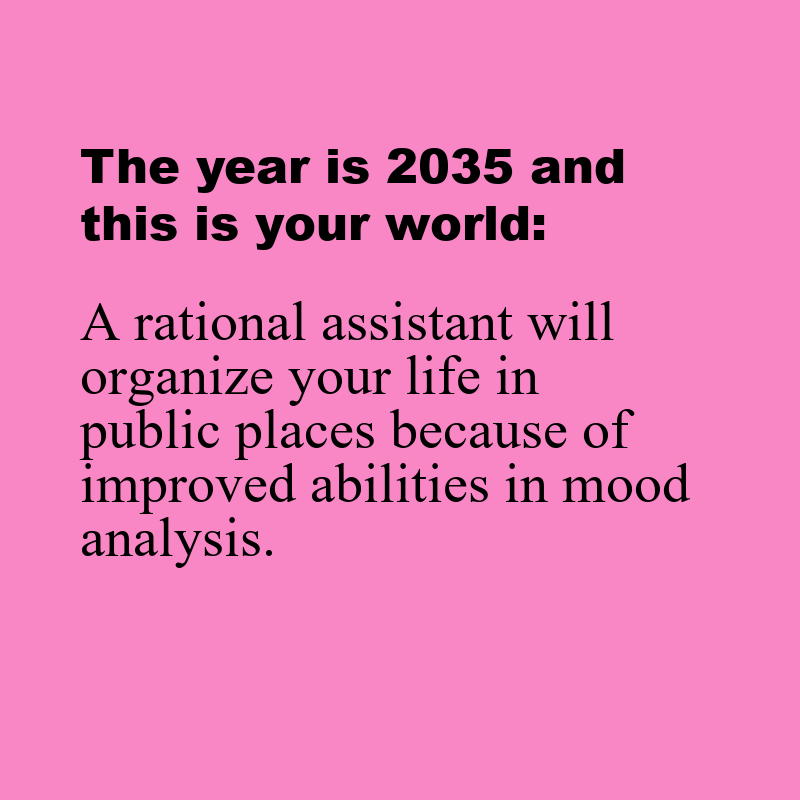 The year is 2035 and
this is your world:
A rational assistant will
organize your life in
public places because of
improved abilities in mood
analysis.